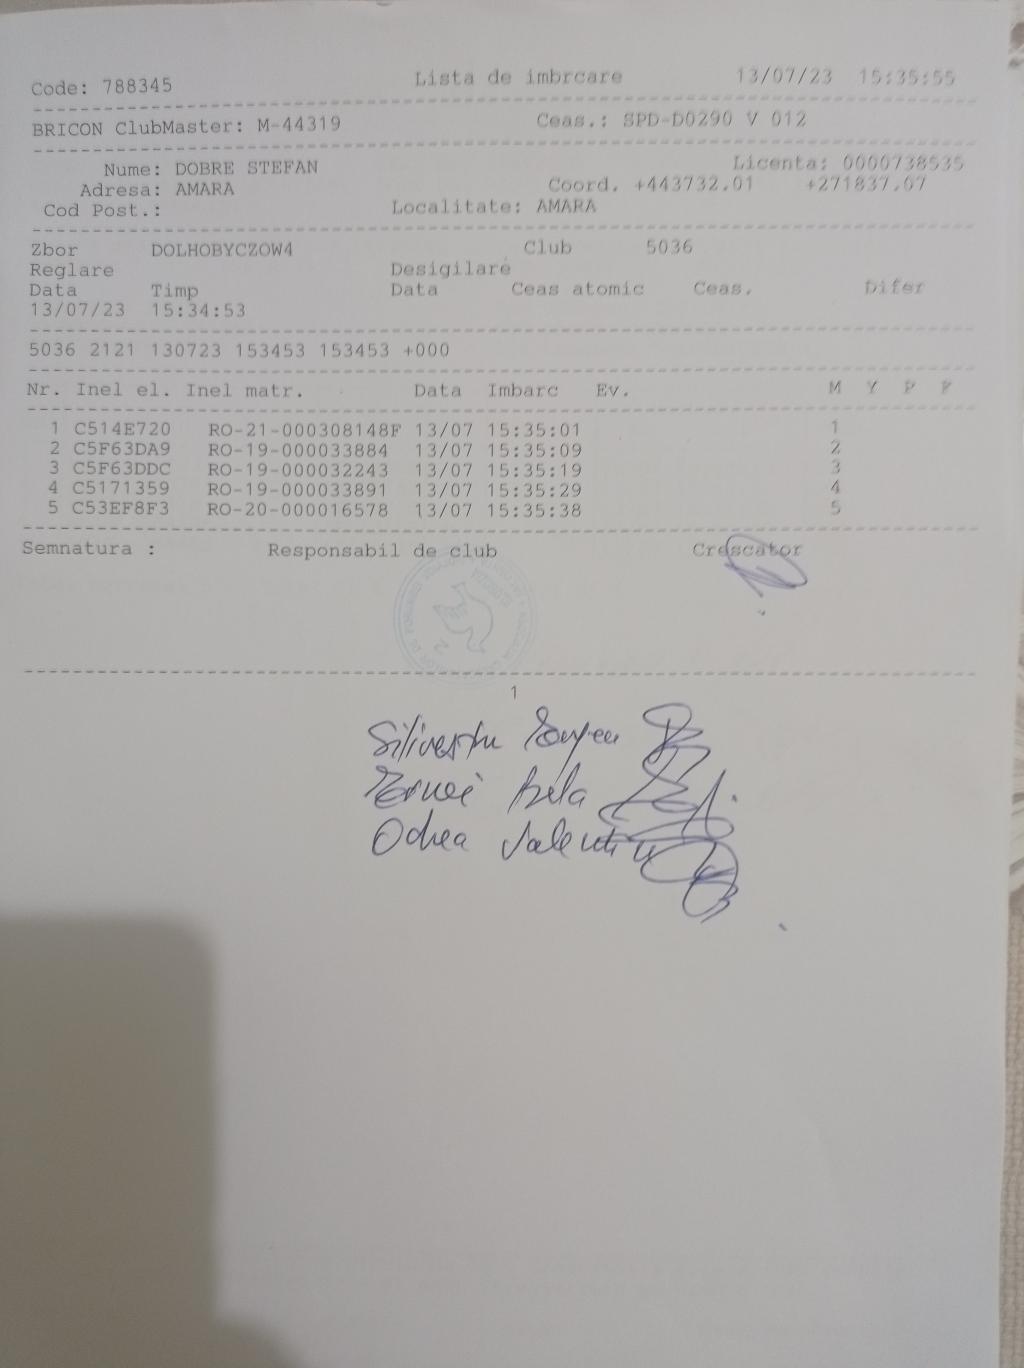 Code: 788345 Lista de imbrcare 13/07/23 15:35:55
BRICON ClubMaster: M-44319 Ceas.: SPD-D0290 V 012
Nume: DOBRE STEFAN Licenta: 0000738535
Adresa: AMARA Coord. +443732.01 +271837.07
Cod Post.: Localitate: AMARA
Zbor DOLHOBYCZOW4 Club 5036
Reglare Desigilare
Data Timp Data Ceas atomic Ceas. Difer
13/07/23 15:34:53
5036 2121 130723 153453 153453 +000
Nr. Inel el. Inel matr. Data Imbarc Ev. M Y P F
1 C514E720 RO-21-000308148F 13/07 15:35:01 1
2 C5F63DA9 RO-19-000033884 13/07 15:35:09 2
3 C5F63DDC RO-19-000032243 13/07 15:35:19 3
4 C5171359 RO-19-000033891 13/07 15:35:29 4
5 C53EF8F3 RO-20-000016578 13/07 15:35:38 5
Semnatura : Responsabil de club Crescator
1
Silivestru
Bela
Odrea Valentin